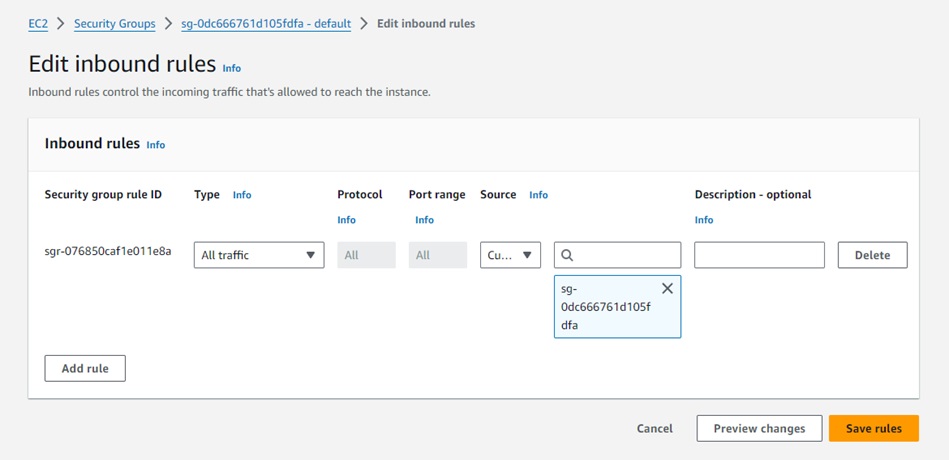 EC2 > Security Groups > sg-0dc666761d105fdfa - default > Edit inbound rules
Edit inbound rules Info
Inbound rules control the incoming traffic that's allowed to reach the instance.
Inbound rules Info
Security group rule ID Type Info Protocol Info Port range Info Source Info Description - optional Info
sgr-076850caf1e011e8a All traffic All All Cu... Delete
sg-
0dc666761d105f
dfa
Add rule
Cancel Preview changes Save rules